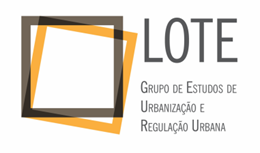 LOTE
GRUPO DE ESTUDOS DE
URBANIZAÇÃO E
REGULAÇÃO URBANA